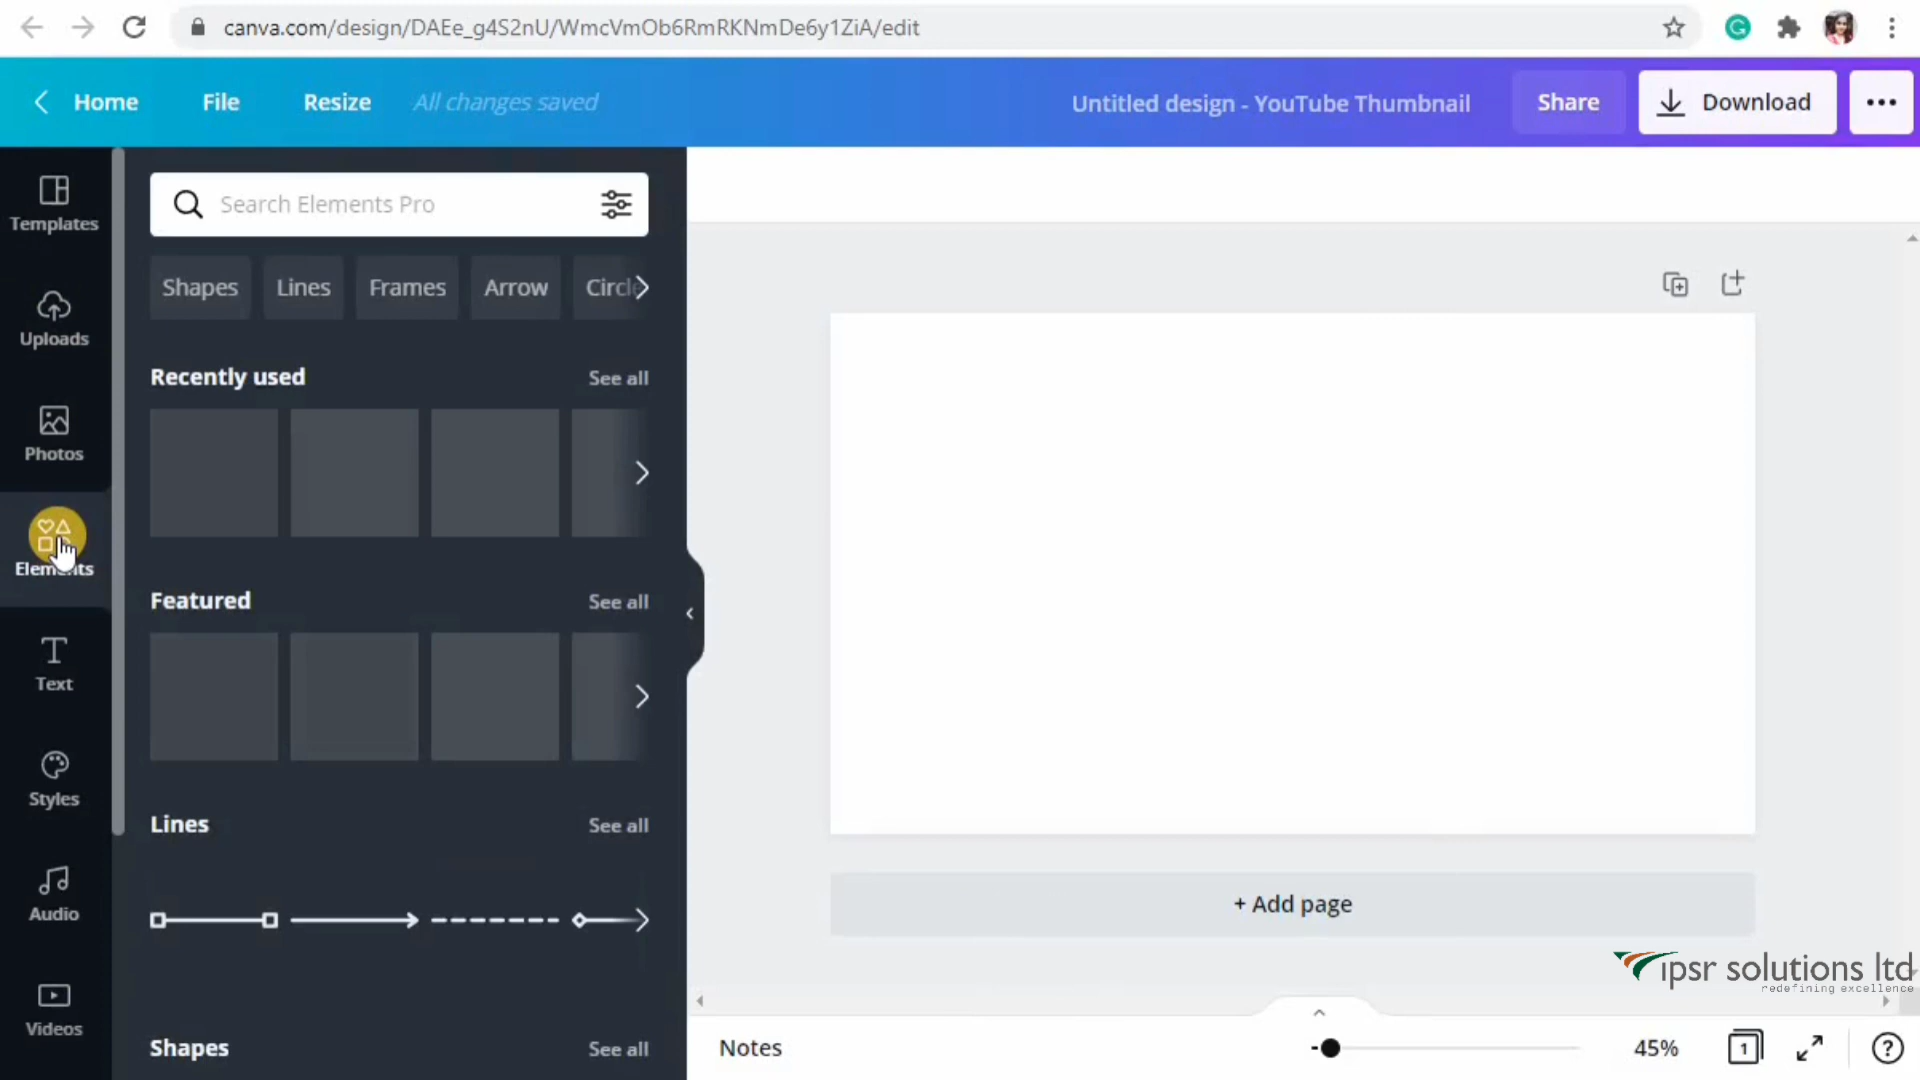 canva.com/design/DAEe_g4S2nU/WmcVmOb6RmRKNmDe6y1ZiA/edit
Home File Resize All changes saved Untitled design - YouTube Thumbnail Share Download
Templates
Uploads
Photos
Elements
Text
Styles
Audio
Videos
Search Elements Pro
Shapes Lines Frames Arrow Circle
Recently used See all
Featured See all
Lines See all
Shapes See all
+ Add page
ipsr solutions ltd
redefining excellence
Notes 45% 1 ?